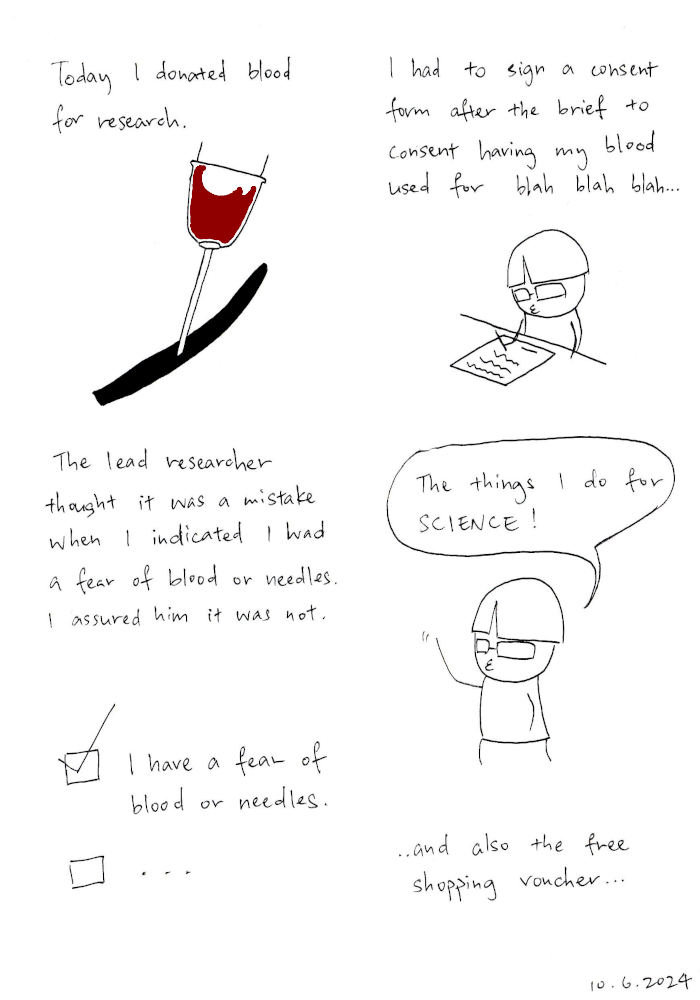 Today I donated blood
for research.
I had to sign a consent
form after the brief to
consent having my blood
used for blah blah blah...
The lead researcher
thought it was a mistake
when I indicated I had
a fear of blood or needles.
I assured him it was not.
I have a fear of
blood or needles.
...
The things I do for
SCIENCE!
..and also the free
shopping voucher...
10.6.2024